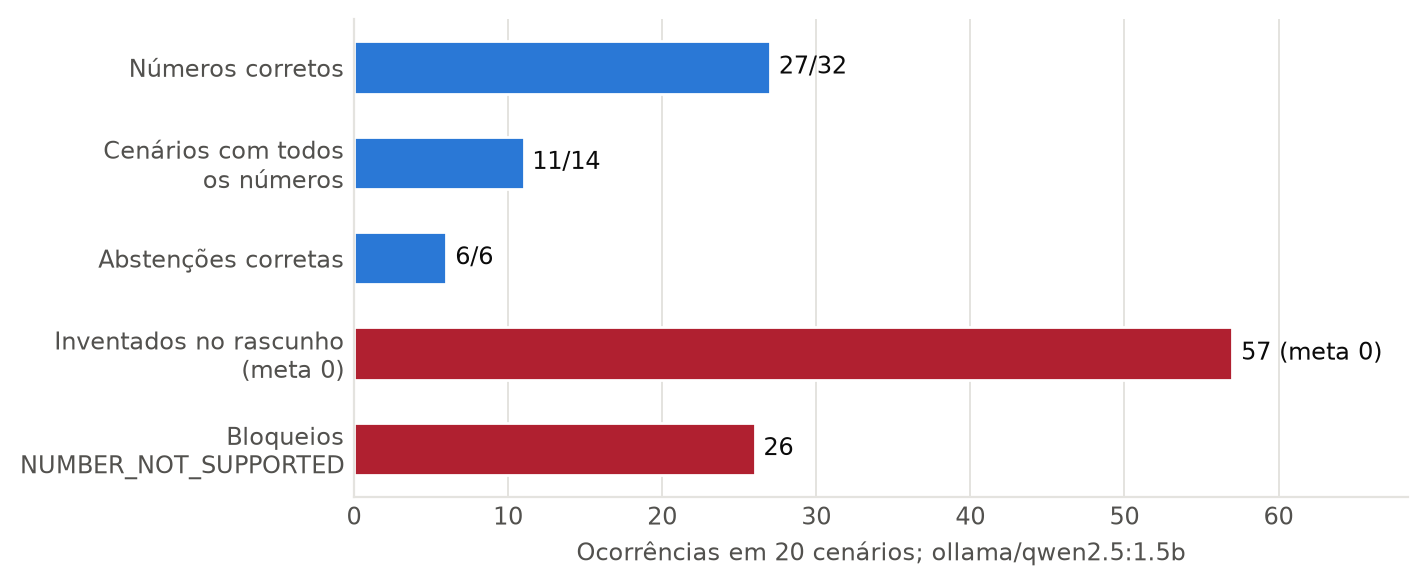 Números corretos
27/32
Cenários com todos
os números
11/14
Abstenções corretas
6/6
Inventados no rascunho
(meta 0)
57 (meta 0)
Bloqueios
NUMBER_NOT_SUPPORTED
26
0 10 20 30 40 50 60
Ocorrências em 20 cenários; ollama/qwen2.5:1.5b